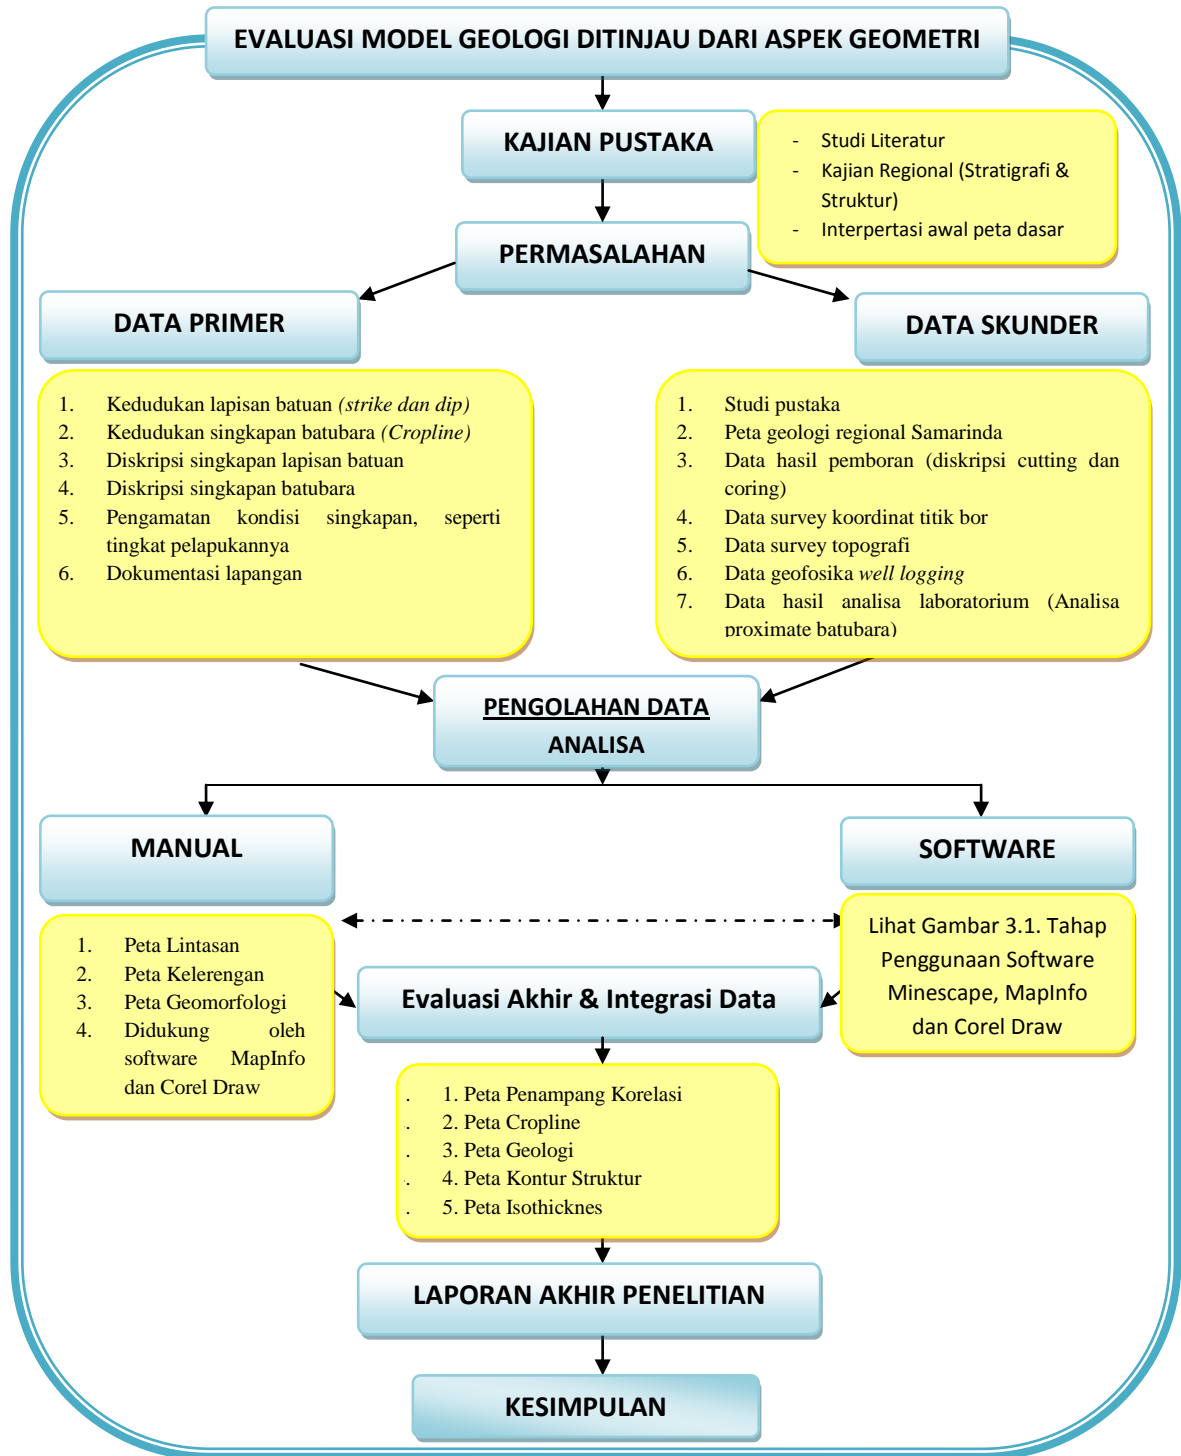 EVALUASI MODEL GEOLOGI DITINJAU DARI ASPEK GEOMETRI
KAJIAN PUSTAKA
- Studi Literatur
- Kajian Regional (Stratigrafi &
Struktur)
- Interpertasi awal peta dasar
PERMASALAHAN
DATA PRIMER
DATA SKUNDER
1. Kedudukan lapisan batuan (strike dan dip)
2. Kedudukan singkapan batubara (Cropline)
3. Diskripsi singkapan lapisan batuan
4. Diskripsi singkapan batubara
5. Pengamatan kondisi singkapan, seperti
tingkat pelapukannya
6. Dokumentasi lapangan
1. Studi pustaka
2. Peta geologi regional Samarinda
3. Data hasil pemboran (diskripsi cutting dan
coring)
4. Data survey koordinat titik bor
5. Data survey topografi
6. Data geofosika well logging
7. Data hasil analisa laboratorium (Analisa
proximate batubara)
PENGOLAHAN DATA
ANALISA
MANUAL
SOFTWARE
1. Peta Lintasan
2. Peta Kelerengan
3. Peta Geomorfologi
4. Didukung oleh
software MapInfo
dan Corel Draw
Lihat Gambar 3.1. Tahap
Penggunaan Software
Minescape, MapInfo
dan Corel Draw
Evaluasi Akhir & Integrasi Data
. 1. Peta Penampang Korelasi
. 2. Peta Cropline
. 3. Peta Geologi
. 4. Peta Kontur Struktur
. 5. Peta Isothicknes
LAPORAN AKHIR PENELITIAN
KESIMPULAN